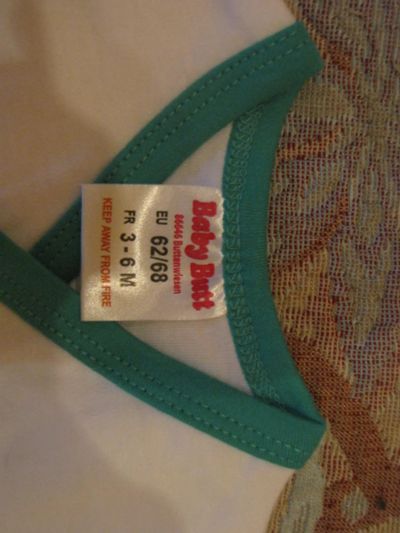 Baby Butt
86646 Buttenwiesen
EU 62/68
FR 3 - 6 M
KEEP AWAY FROM FIRE